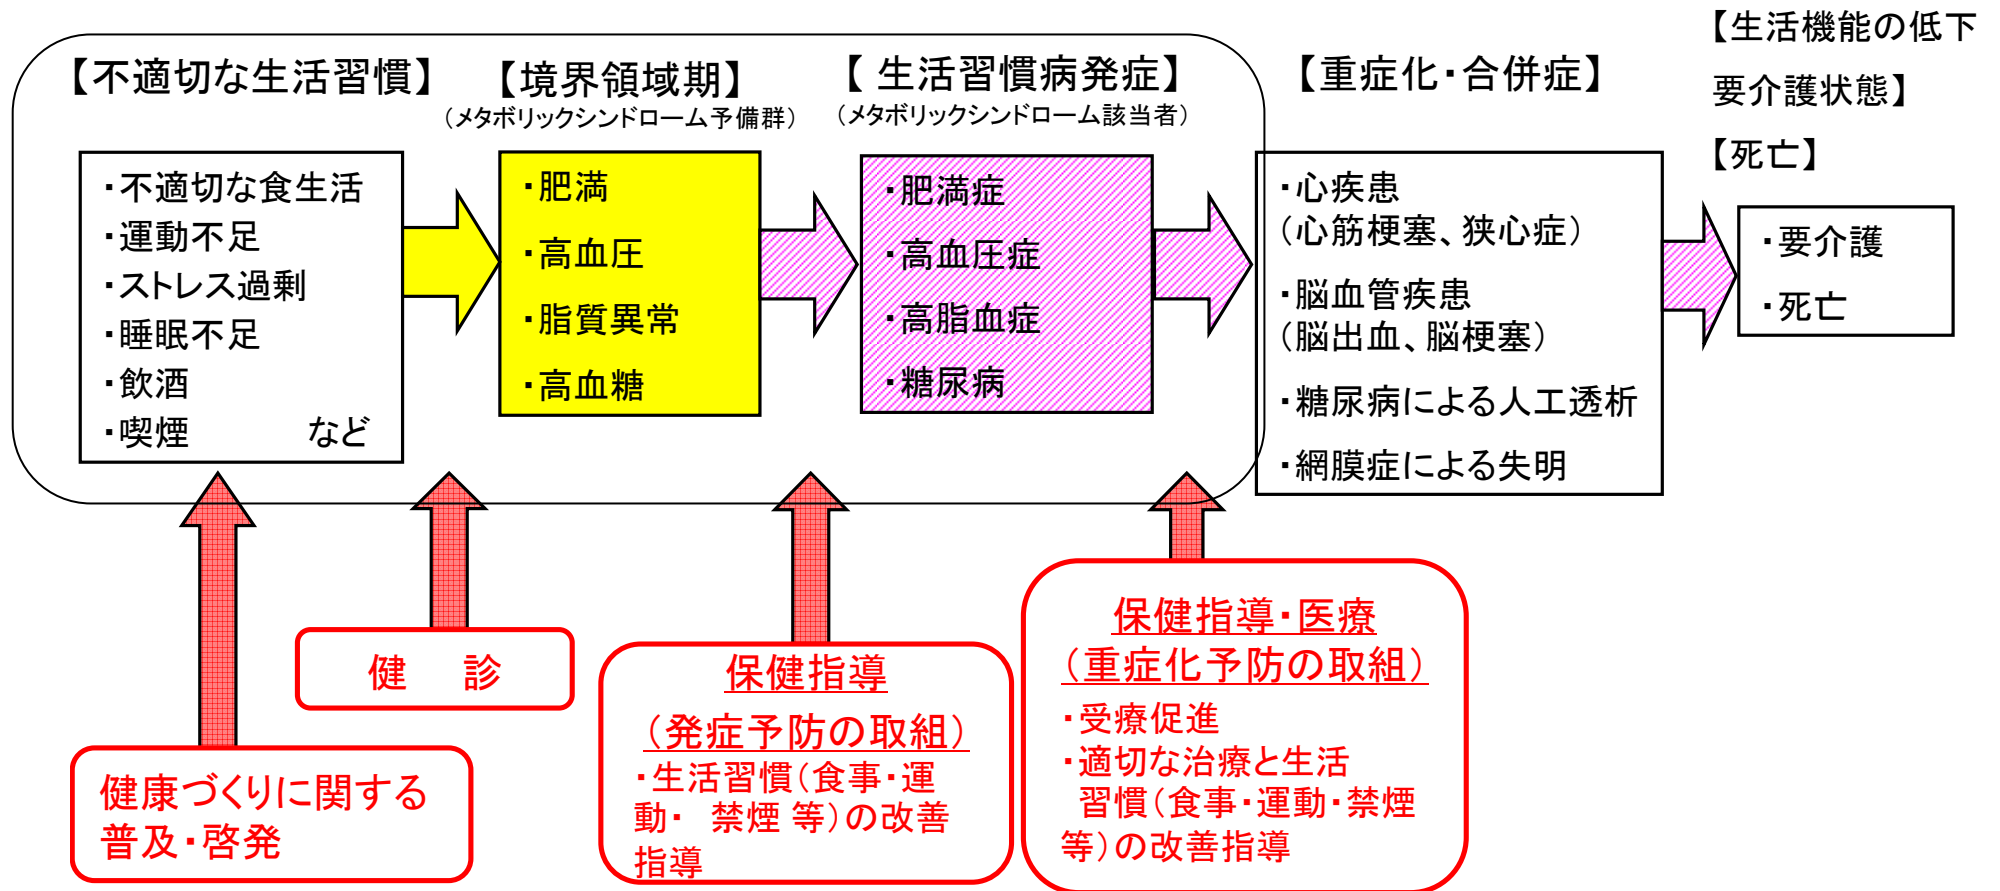 【不適切な生活習慣】
・不適切な食生活
・運動不足
・ストレス過剰
・睡眠不足
・飲酒
・喫煙 など
【境界領域期】
(メタボリックシンドローム予備群)
・肥満
・高血圧
・脂質異常
・高血糖
【 生活習慣病発症】
(メタボリックシンドローム該当者)
・肥満症
・高血圧症
・高脂血症
・糖尿病
【重症化・合併症】
・心疾患
(心筋梗塞、狭心症)
・脳血管疾患
(脳出血、脳梗塞)
・糖尿病による人工透析
・網膜症による失明
【生活機能の低下
要介護状態】
【死亡】
・要介護
・死亡
健康づくりに関する
普及・啓発
健 診
保健指導
(発症予防の取組)
・生活習慣(食事・運
動・ 禁煙 等)の改善
指導
保健指導・医療
(重症化予防の取組)
・受療促進
・適切な治療と生活
習慣(食事・運動・禁煙
等)の改善指導